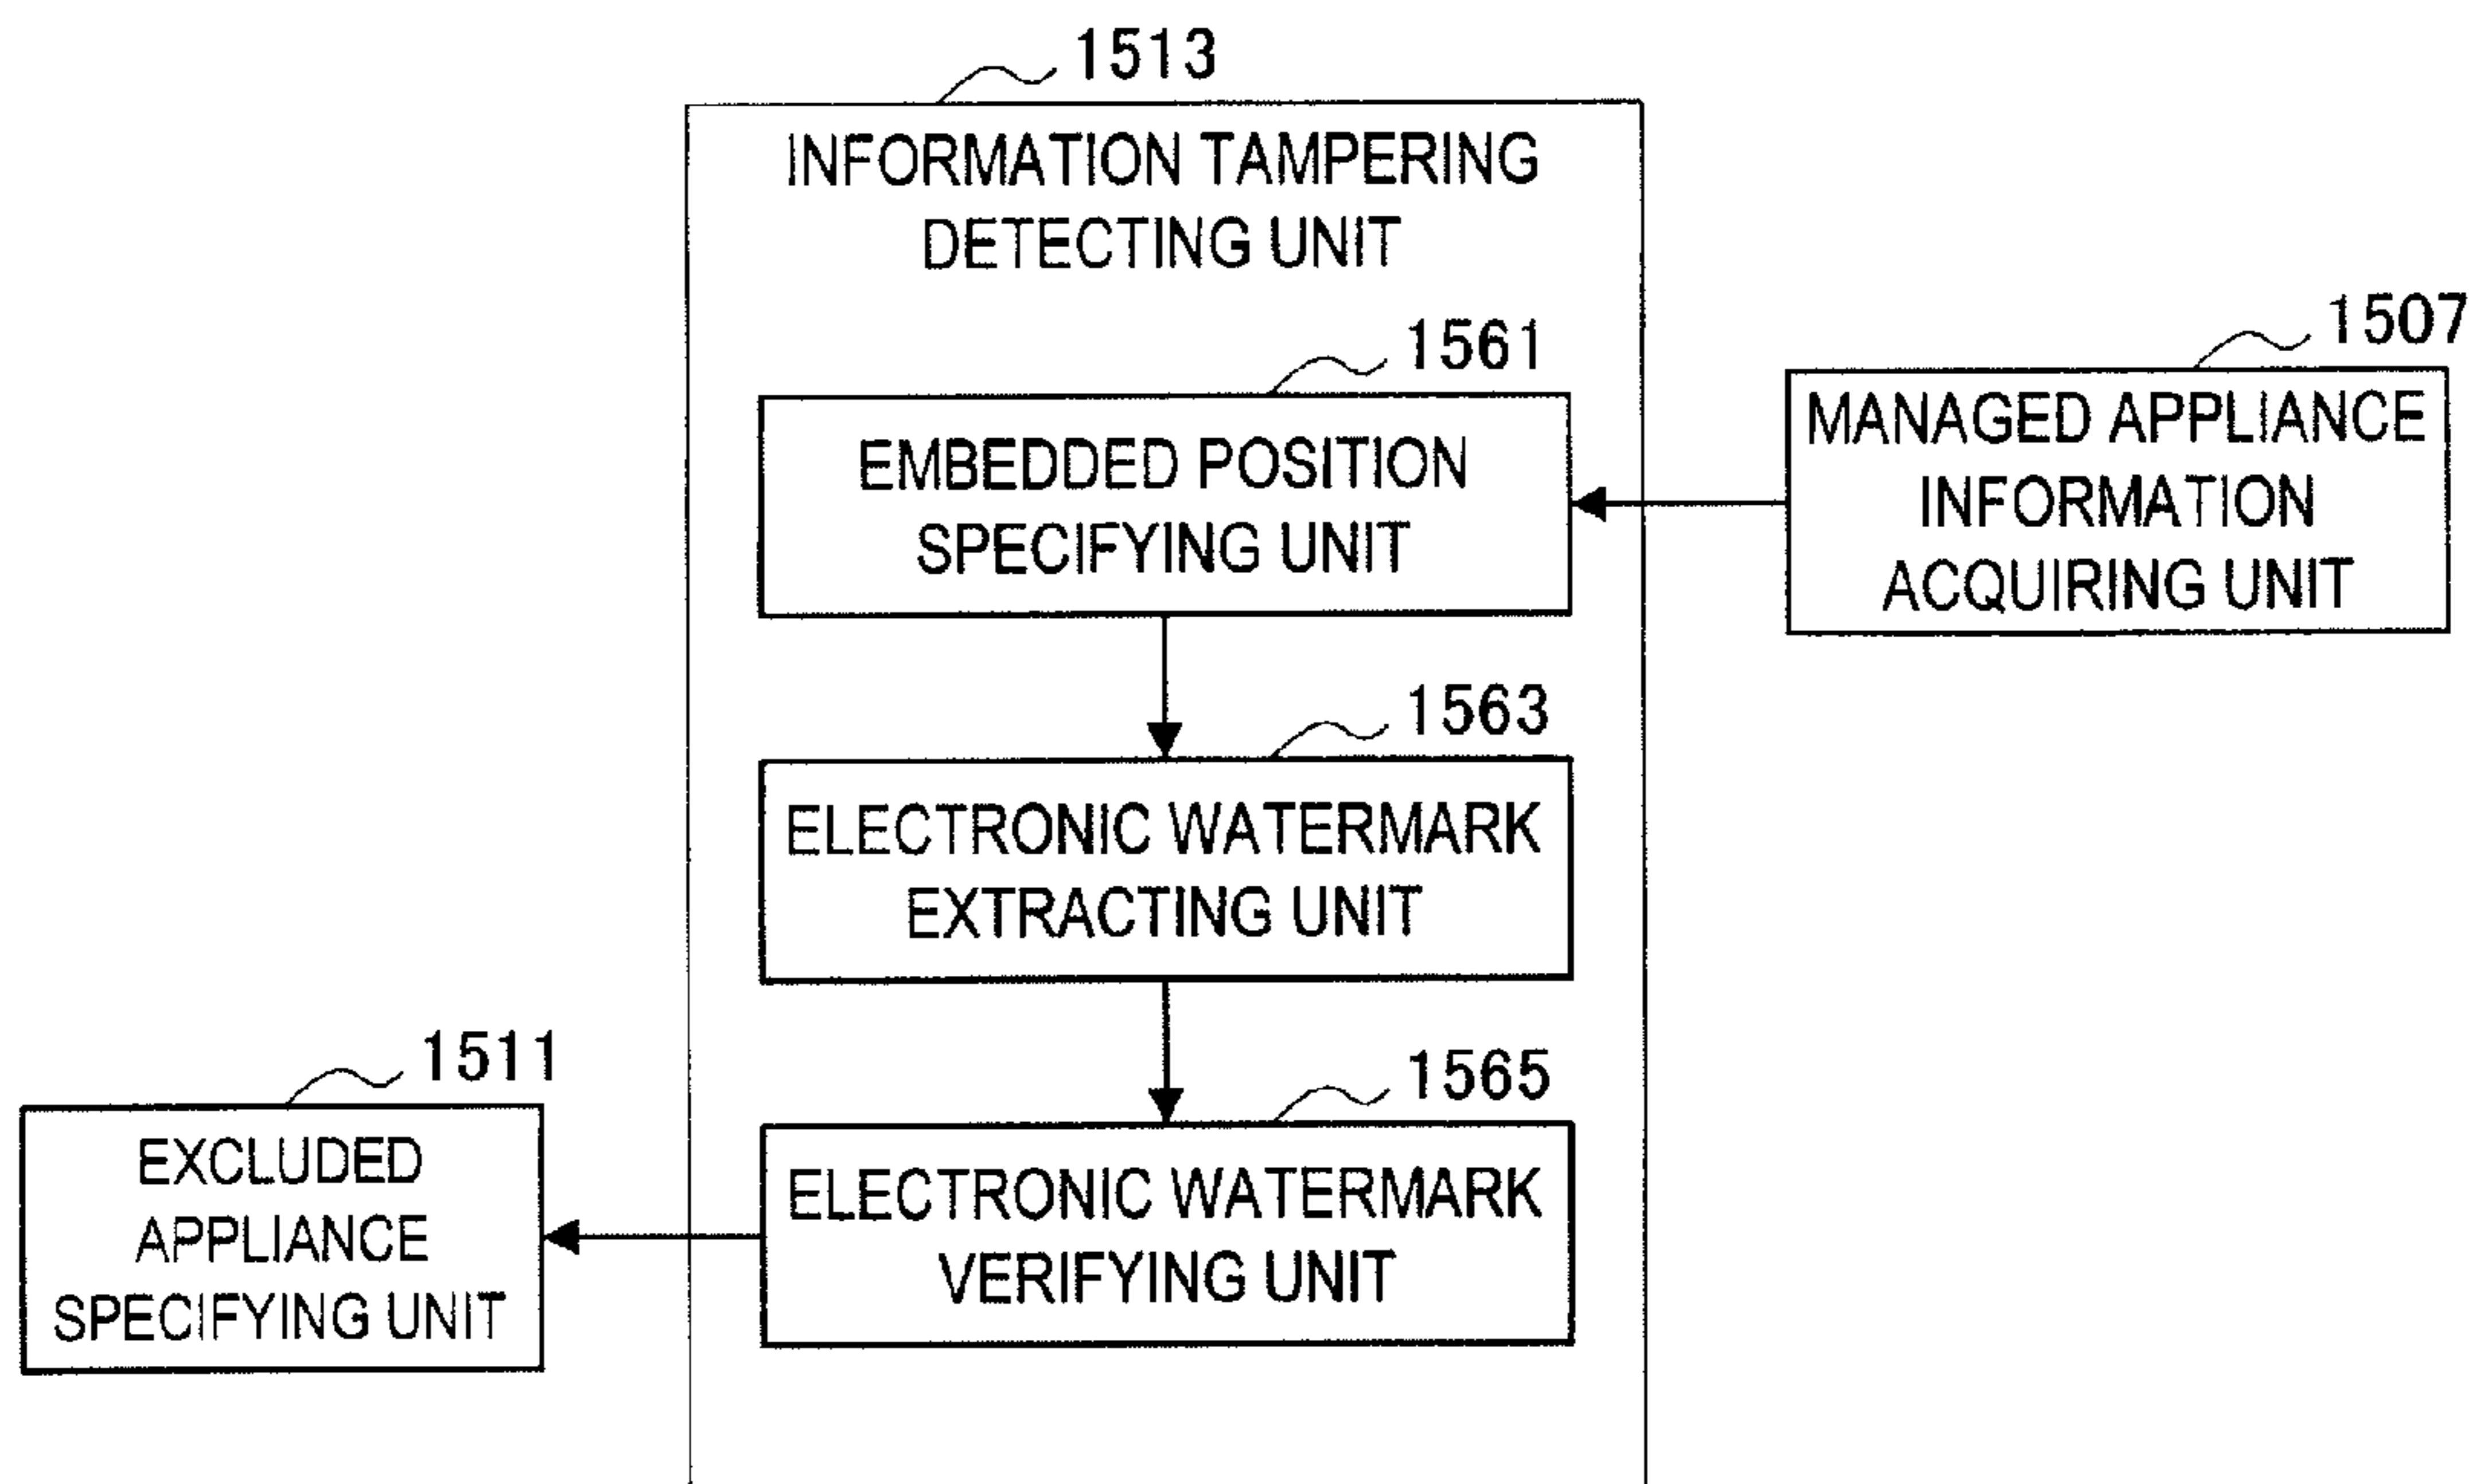 1513
INFORMATION TAMPERING
DETECTING UNIT
1561
EMBEDDED POSITION
SPECIFYING UNIT
1507
MANAGED APPLIANCE
INFORMATION
ACQUIRING UNIT
1563
ELECTRONIC WATERMARK
EXTRACTING UNIT
1565
ELECTRONIC WATERMARK
VERIFYING UNIT
1511
EXCLUDED
APPLIANCE
SPECIFYING UNIT